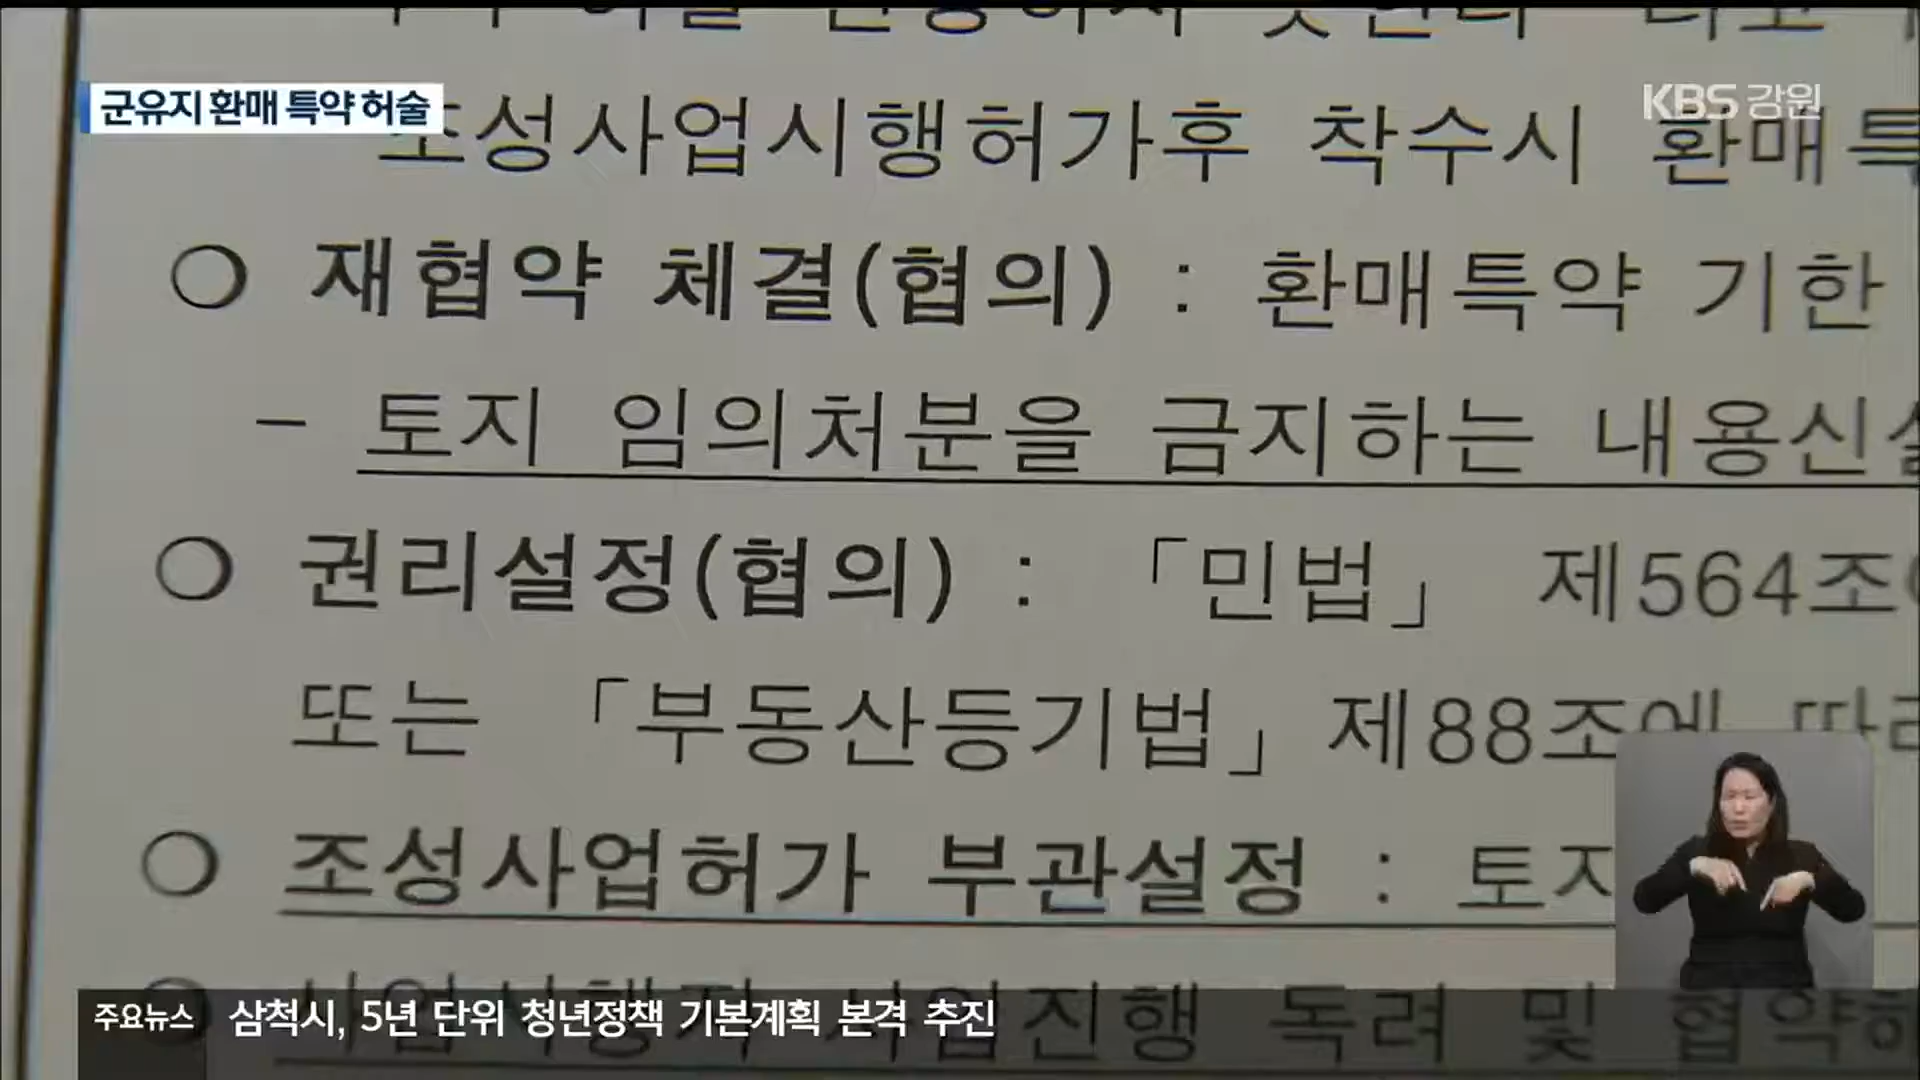 군유지 환매 특약 허술
KBS 강원
조성사업시행허가후 착수시 환매특
○ 재협약 체결(협의) : 환매특약 기한
- 토지 임의처분을 금지하는 내용신설
○ 권리설정(협의) : 「민법」 제564조에
또는 「부동산등기법」제88조에 따라
○ 조성사업허가 부관설정 : 토지
사업시행자 사업진행 독려 및 협약
주요뉴스 삼척시, 5년 단위 청년정책 기본계획 본격 추진